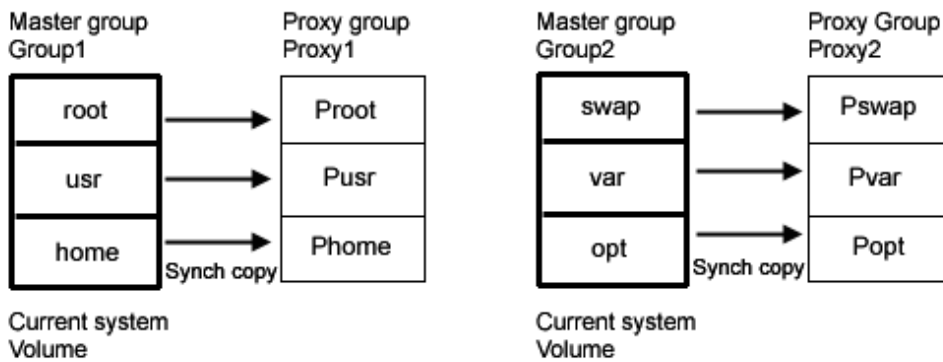 Master group
Group1
Proxy group
Proxy1
root
Proot
usr
Pusr
home
Phome
Synch copy
Current system
Volume
Master group
Group2
Proxy Group
Proxy2
swap
Pswap
var
Pvar
opt
Popt
Synch copy
Current system
Volume